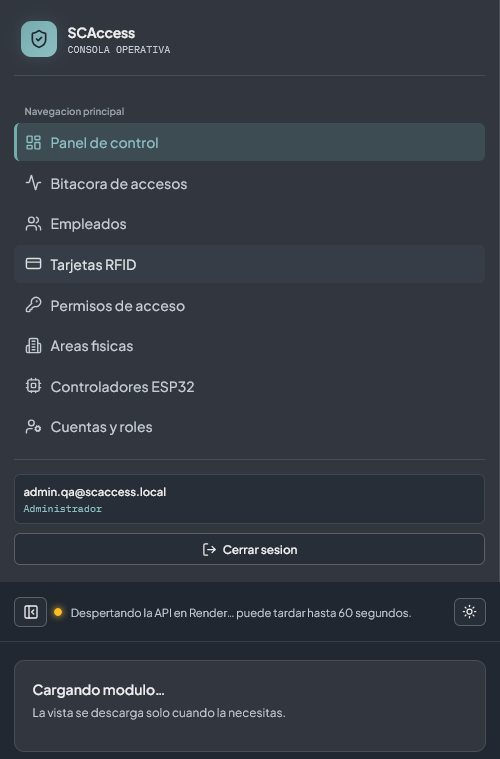 SCAccess
CONSOLA OPERATIVA
Navegacion principal
Panel de control
Bitacora de accesos
Empleados
Tarjetas RFID
Permisos de acceso
Areas fisicas
Controladores ESP32
Cuentas y roles
admin.qa@scaccess.local
Administrador
Cerrar sesion
Despertando la API en Render... puede tardar hasta 60 segundos.
Cargando modulo...
La vista se descarga solo cuando la necesitas.